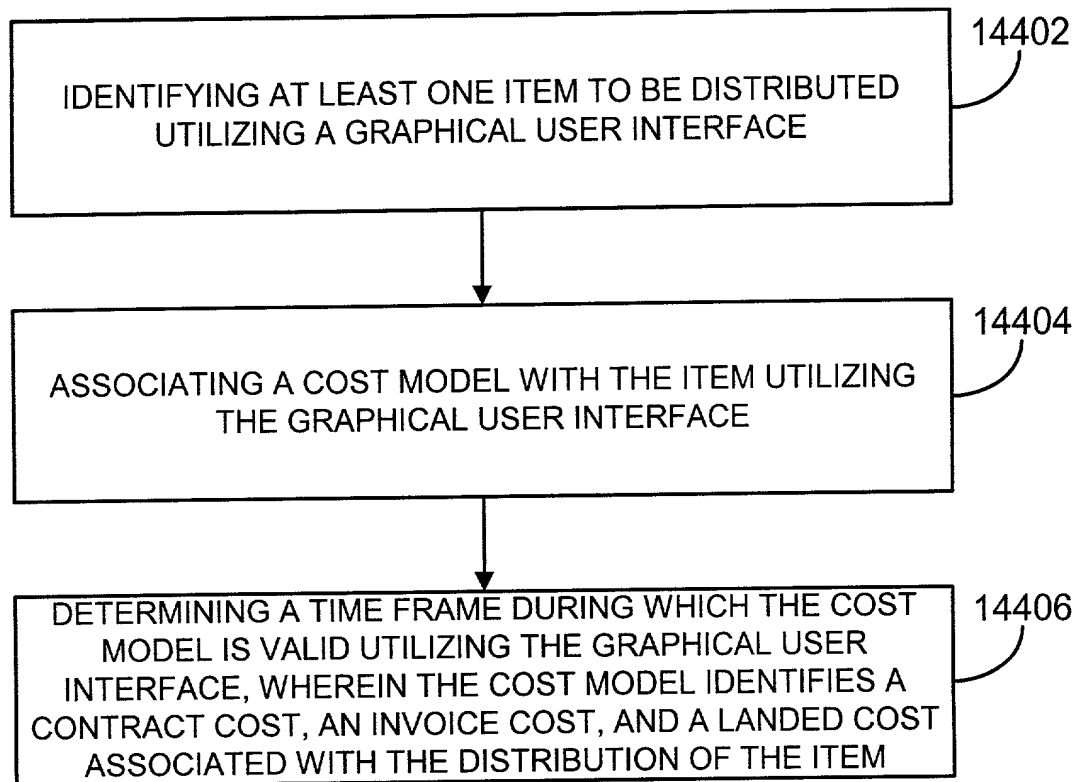 14402
IDENTIFYING AT LEAST ONE ITEM TO BE DISTRIBUTED
UTILIZING A GRAPHICAL USER INTERFACE
14404
ASSOCIATING A COST MODEL WITH THE ITEM UTILIZING
THE GRAPHICAL USER INTERFACE
14406
DETERMINING A TIME FRAME DURING WHICH THE COST
MODEL IS VALID UTILIZING THE GRAPHICAL USER
INTERFACE, WHEREIN THE COST MODEL IDENTIFIES A
CONTRACT COST, AN INVOICE COST, AND A LANDED COST
ASSOCIATED WITH THE DISTRIBUTION OF THE ITEM